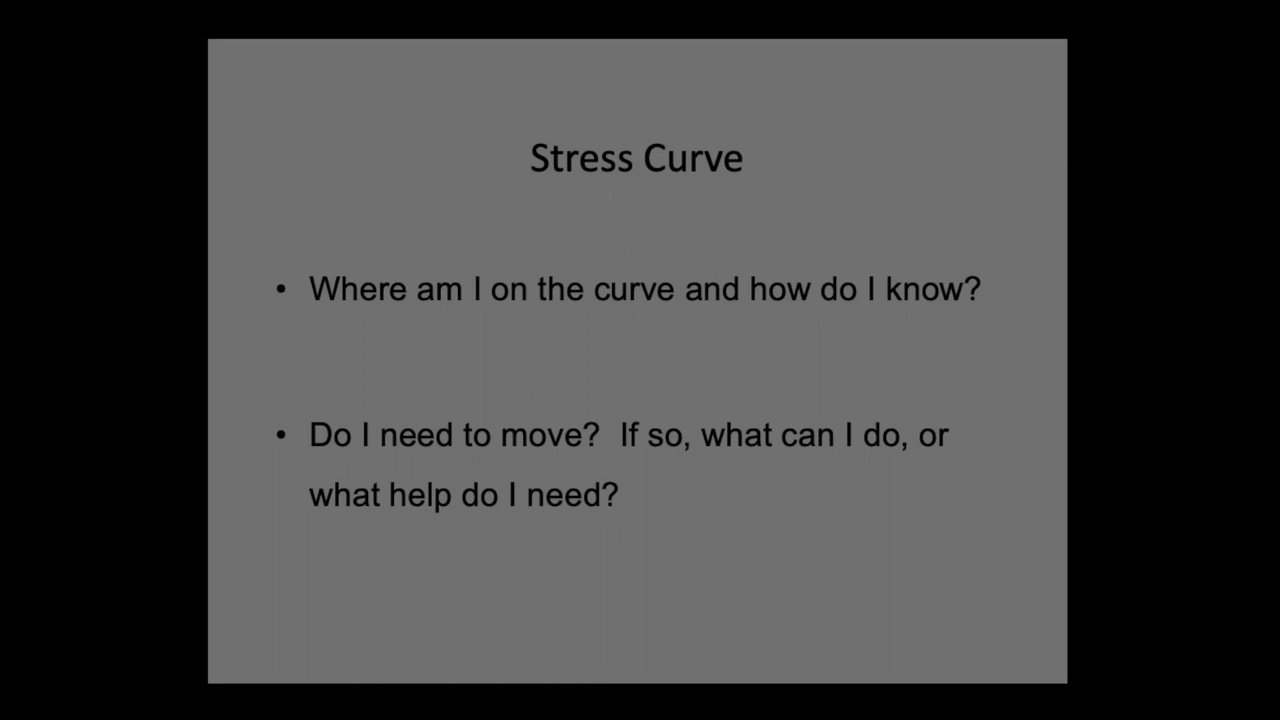 Stress Curve
• Where am I on the curve and how do I know?
• Do I need to move?  If so, what can I do, or
what help do I need?